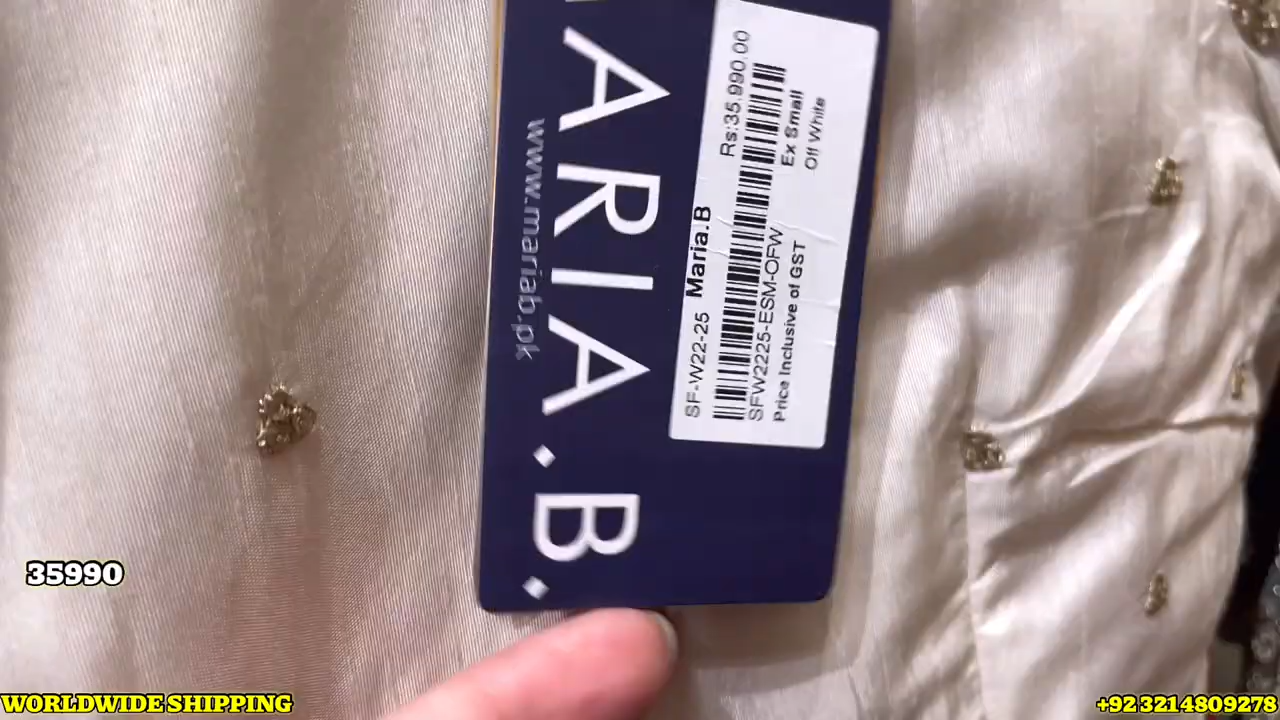 ARIA.B.
www.mariab.pk
SF-W22-25 Maria.B Rs:35,990.00
SFW2225-ESM-OFW Ex Small
Price Inclusive of GST Off White
35990
WORLDWIDE SHIPPING
+92 3214809278